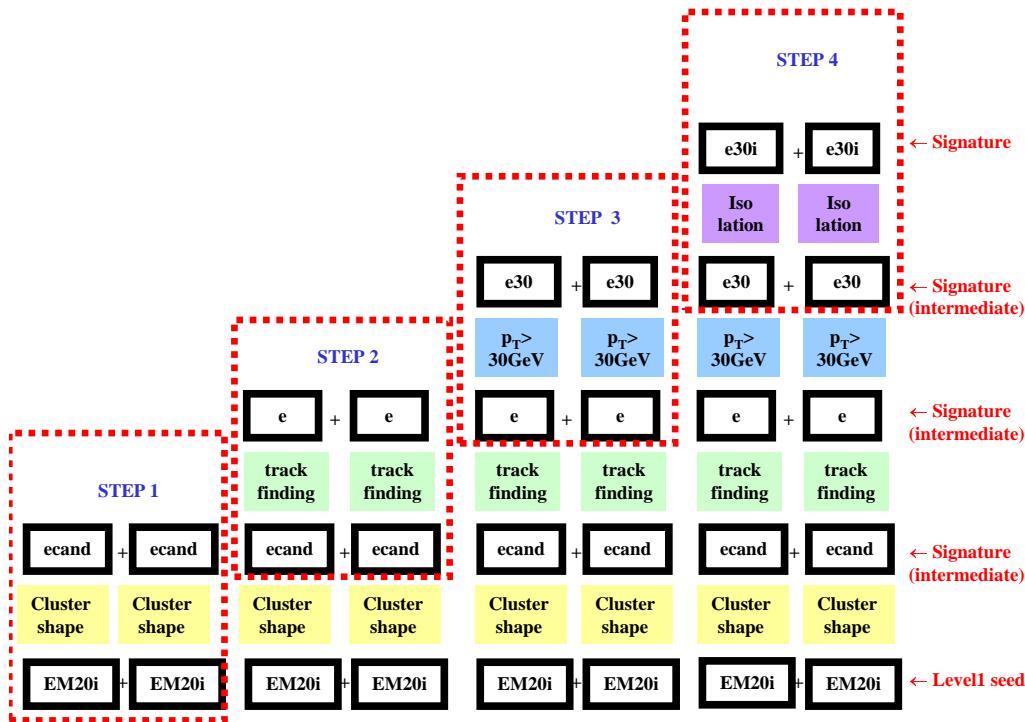 STEP 4
e30i + e30i
← Signature
Iso
lation
Iso
lation
STEP 3
e30 + e30
e30 + e30
← Signature
(intermediate)
STEP 2
pT>
30GeV
pT>
30GeV
pT>
30GeV
pT>
30GeV
e + e
e + e
e + e
← Signature
(intermediate)
STEP 1
track
finding
track
finding
track
finding
track
finding
track
finding
track
finding
ecand + ecand
ecand + ecand
ecand + ecand
ecand + ecand
← Signature
(intermediate)
Cluster
shape
Cluster
shape
Cluster
shape
Cluster
shape
Cluster
shape
Cluster
shape
Cluster
shape
Cluster
shape
EM20i + EM20i
EM20i + EM20i
EM20i + EM20i
EM20i + EM20i
← Level1 seed